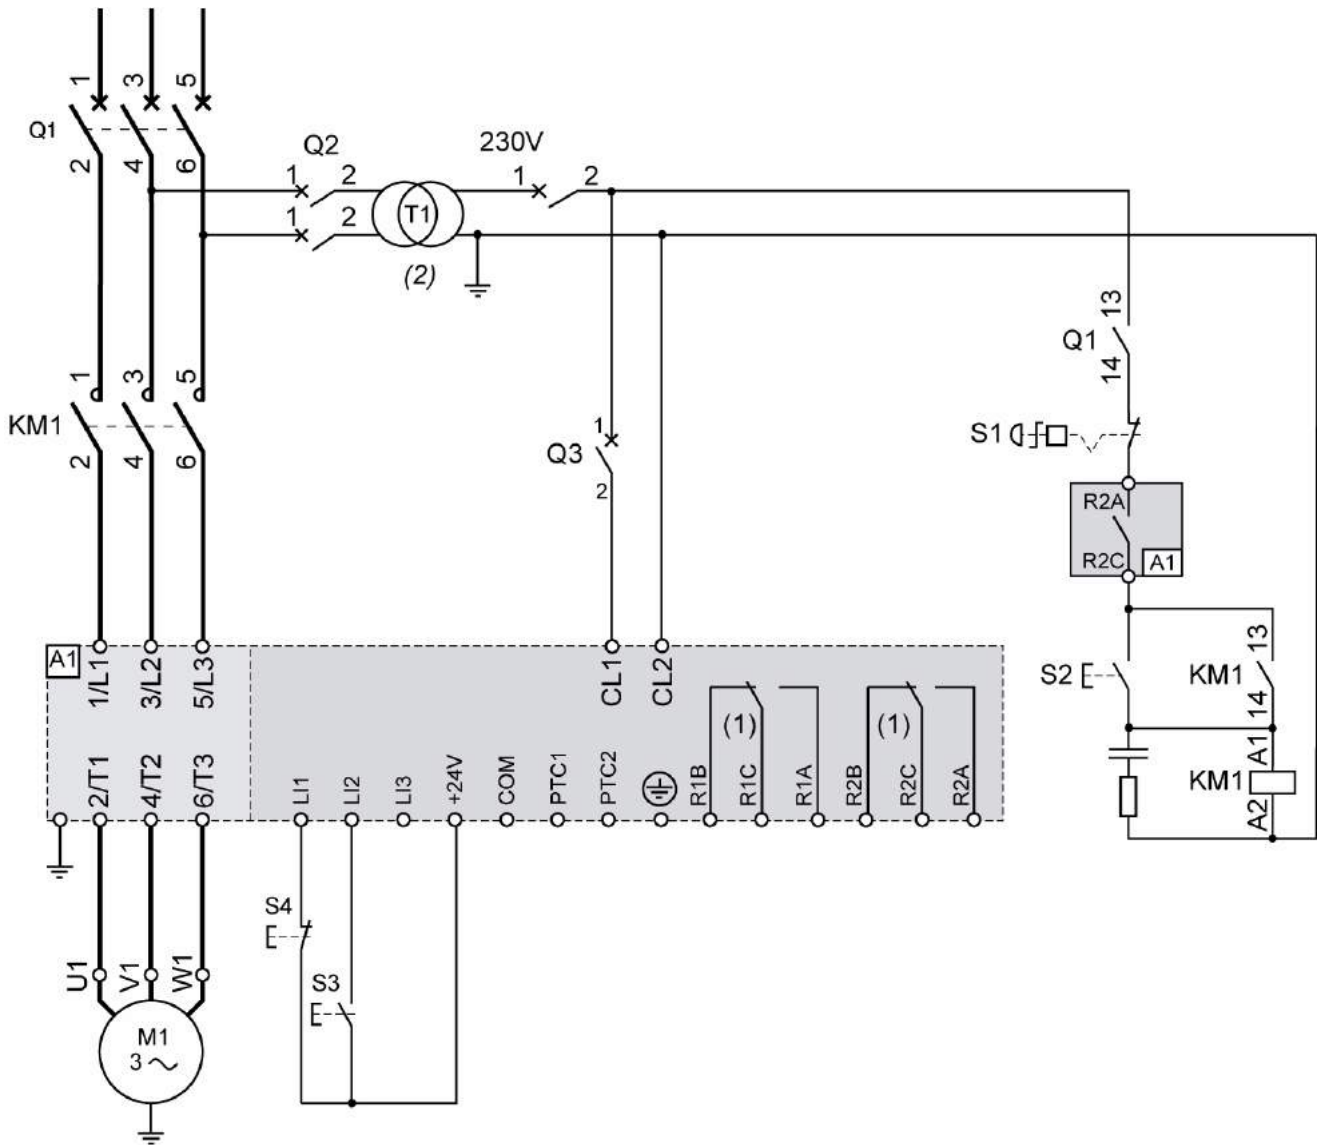 1
3
5
Q1
2
4
6
Q2
230V
1
2
1
2
1
2
T1
(2)
13
Q1
14
1
3
5
KM1
2
4
6
1
Q3
2
S1
R2A
R2C
A1
A1
1/L1
3/L2
5/L3
CL1
CL2
13
S2
KM1
14
(1)
(1)
2/T1
4/T2
6/T3
LI1
LI2
LI3
+24V
COM
PTC1
PTC2
R1B
R1C
R1A
R2B
R2C
R2A
A1
KM1
A2
S4
U1
V1
W1
S3
M1
3